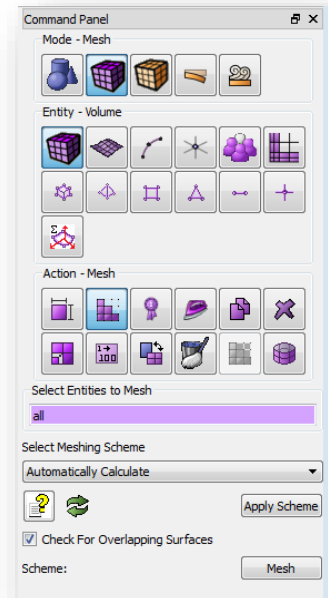 Command Panel
Mode - Mesh
Entity - Volume
Action - Mesh
Select Entities to Mesh
all
Select Meshing Scheme
Automatically Calculate
Apply Scheme
Check For Overlapping Surfaces
Scheme:
Mesh